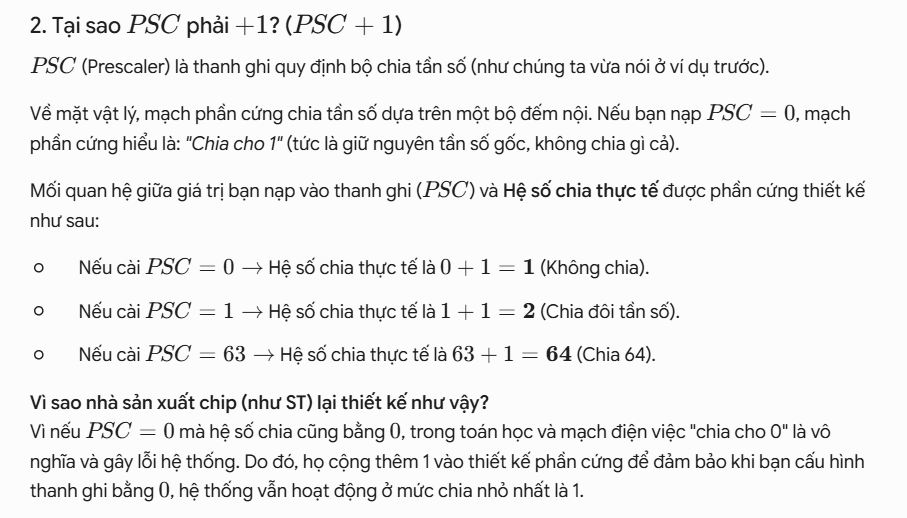 2. Tại sao PSC phải +1? (PSC + 1)
PSC (Prescaler) là thanh ghi quy định bộ chia tần số (như chúng ta vừa nói ở ví dụ trước).
Về mặt vật lý, mạch phần cứng chia tần số dựa trên một bộ đếm nội. Nếu bạn nạp PSC = 0, mạch
phần cứng hiểu là: "Chia cho 1" (tức là giữ nguyên tần số gốc, không chia gì cả).
Mối quan hệ giữa giá trị bạn nạp vào thanh ghi (PSC) và Hệ số chia thực tế được phần cứng thiết kế
như sau:
○ Nếu cài PSC = 0 → Hệ số chia thực tế là 0 + 1 = 1 (Không chia).
○ Nếu cài PSC = 1 → Hệ số chia thực tế là 1 + 1 = 2 (Chia đôi tần số).
○ Nếu cài PSC = 63 → Hệ số chia thực tế là 63 + 1 = 64 (Chia 64).
Vì sao nhà sản xuất chip (như ST) lại thiết kế như vậy?
Vì nếu PSC = 0 mà hệ số chia cũng bằng 0, trong toán học và mạch điện việc "chia cho 0" là vô
nghĩa và gây lỗi hệ thống. Do đó, họ cộng thêm 1 vào thiết kế phần cứng để đảm bảo khi bạn cấu hình
thanh ghi bằng 0, hệ thống vẫn hoạt động ở mức chia nhỏ nhất là 1.